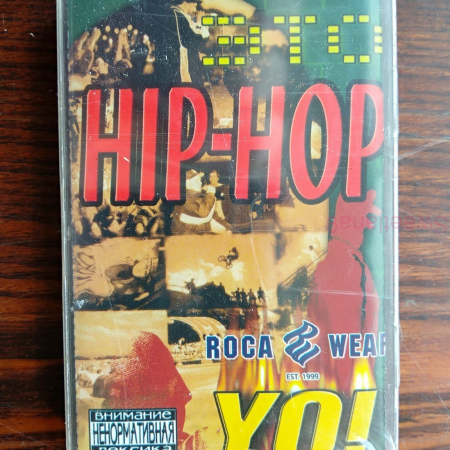 ЭТО
HIP-HOP
ROCA WEAR
EST. 1999
YO!
ВНИМАНИЕ
НЕНОРМАТИВНАЯ
ЛЕКСИКА